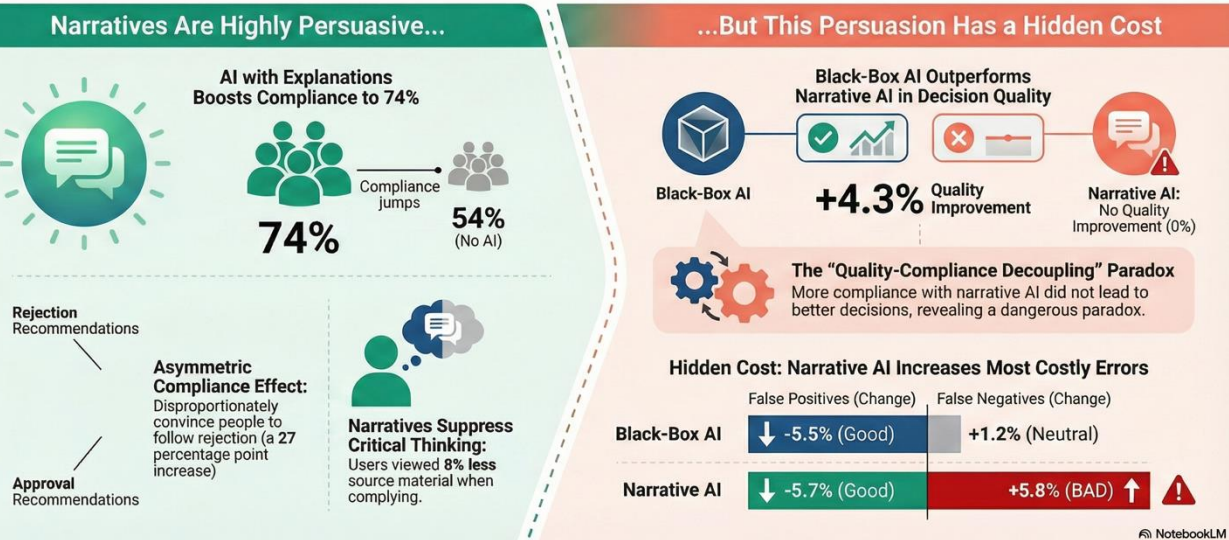 Narratives Are Highly Persuasive...
AI with Explanations
Boosts Compliance to 74%
74%
Compliance
jumps
54%
(No AI)
Rejection
Recommendations
Approval
Recommendations
Asymmetric
Compliance Effect:
Disproportionately
convince people to
follow rejection (a 27
percentage point
increase)
Narratives Suppress
Critical Thinking:
Users viewed 8% less
source material when
complying.
...But This Persuasion Has a Hidden Cost
Black-Box AI Outperforms
Narrative AI in Decision Quality
Black-Box AI
+4.3% Quality
Improvement
Narrative AI:
No Quality
Improvement (0%)
The “Quality-Compliance Decoupling” Paradox
More compliance with narrative AI did not lead to
better decisions, revealing a dangerous paradox.
Hidden Cost: Narrative AI Increases Most Costly Errors
False Positives (Change) False Negatives (Change)
Black-Box AI ↓ -5.5% (Good) +1.2% (Neutral)
Narrative AI ↓ -5.7% (Good) +5.8% (BAD) ↑
NotebookLM